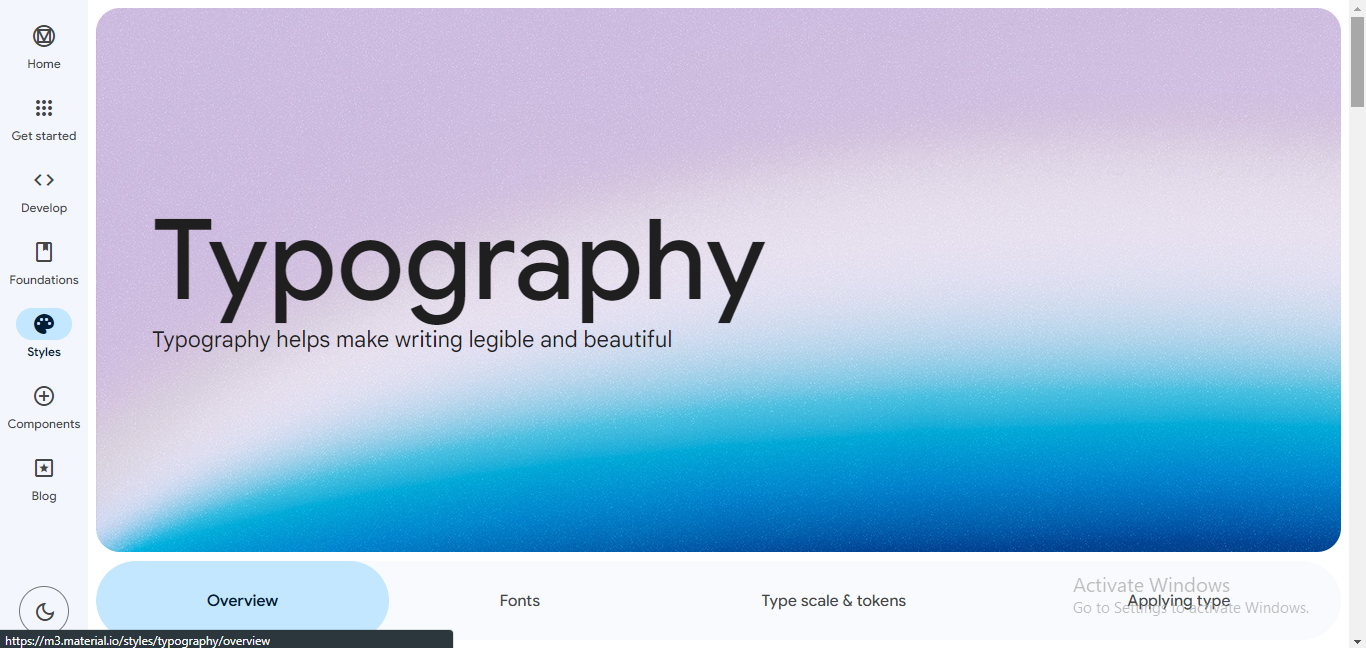 Home
Get started
Develop
Foundations
Styles
Components
Blog
Typography
Typography helps make writing legible and beautiful
Overview
Fonts
Type scale & tokens
Applying type
Activate Windows
Go to Settings to activate Windows.
https://m3.material.io/styles/typography/overview